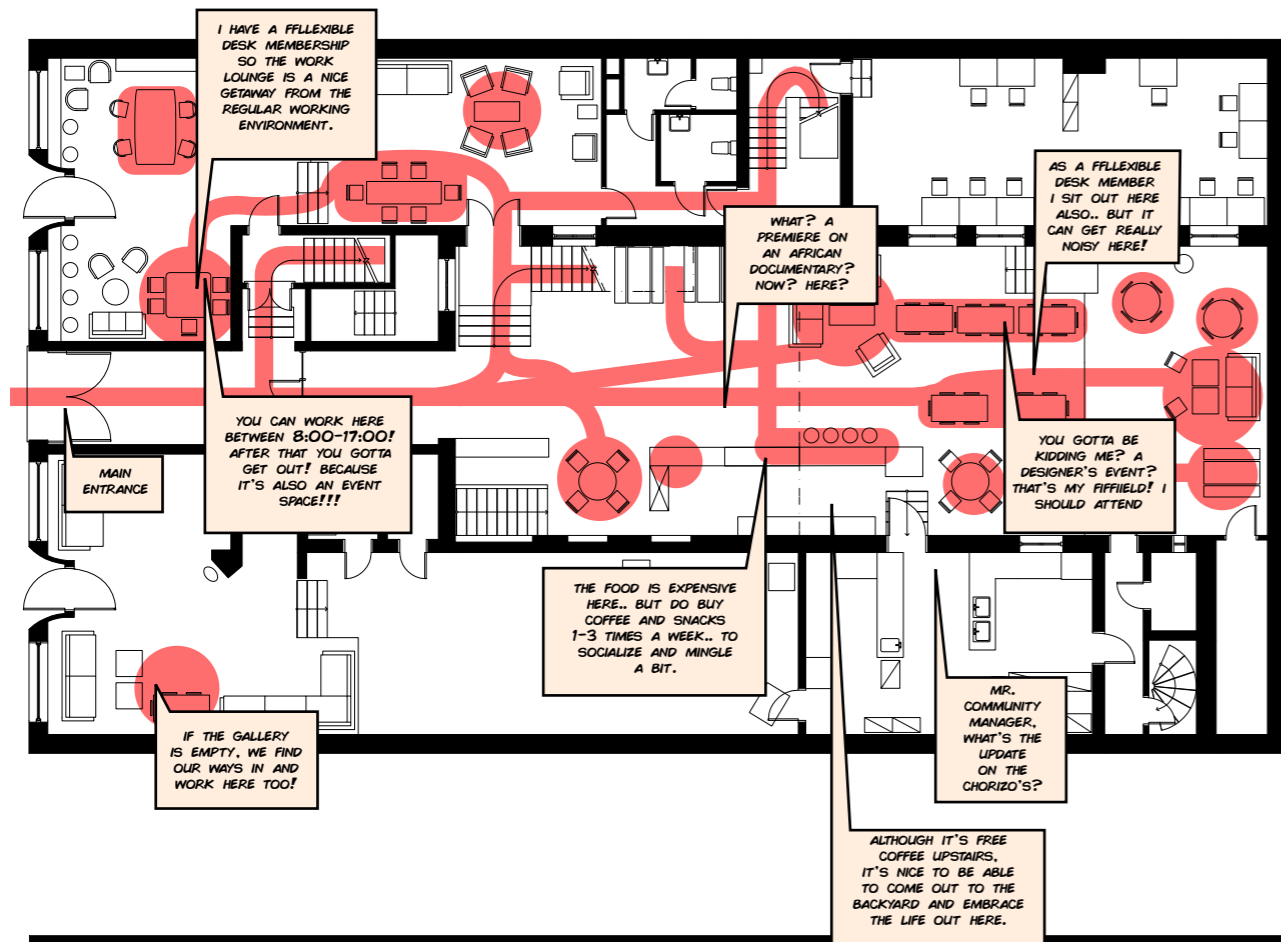 I HAVE A FFLLEXIBLE
DESK MEMBERSHIP
SO THE WORK
LOUNGE IS A NICE
GETAWAY FROM THE
REGULAR WORKING
ENVIRONMENT.
AS A FFLLEXIBLE
DESK MEMBER
I SIT OUT HERE
ALSO.. BUT IT
CAN GET REALLY
NOISY HERE!
WHAT? A
PREMIERE ON
AN AFRICAN
DOCUMENTARY?
NOW? HERE?
YOU CAN WORK HERE
BETWEEN 8:00-17:00!
AFTER THAT YOU GOTTA
GET OUT! BECAUSE
IT'S ALSO AN EVENT
SPACE!!!
MAIN
ENTRANCE
YOU GOTTA BE
KIDDING ME? A
DESIGNER'S EVENT?
THAT'S MY FIFFIIELD! I
SHOULD ATTEND
THE FOOD IS EXPENSIVE
HERE.. BUT DO BUY
COFFEE AND SNACKS
1-3 TIMES A WEEK.. TO
SOCIALIZE AND MINGLE
A BIT.
MR.
COMMUNITY
MANAGER,
WHAT'S THE
UPDATE
ON THE
CHORIZO'S?
IF THE GALLERY
IS EMPTY, WE FIND
OUR WAYS IN AND
WORK HERE TOO!
ALTHOUGH IT'S FREE
COFFEE UPSTAIRS,
IT'S NICE TO BE ABLE
TO COME OUT TO THE
BACKYARD AND EMBRACE
THE LIFE OUT HERE.